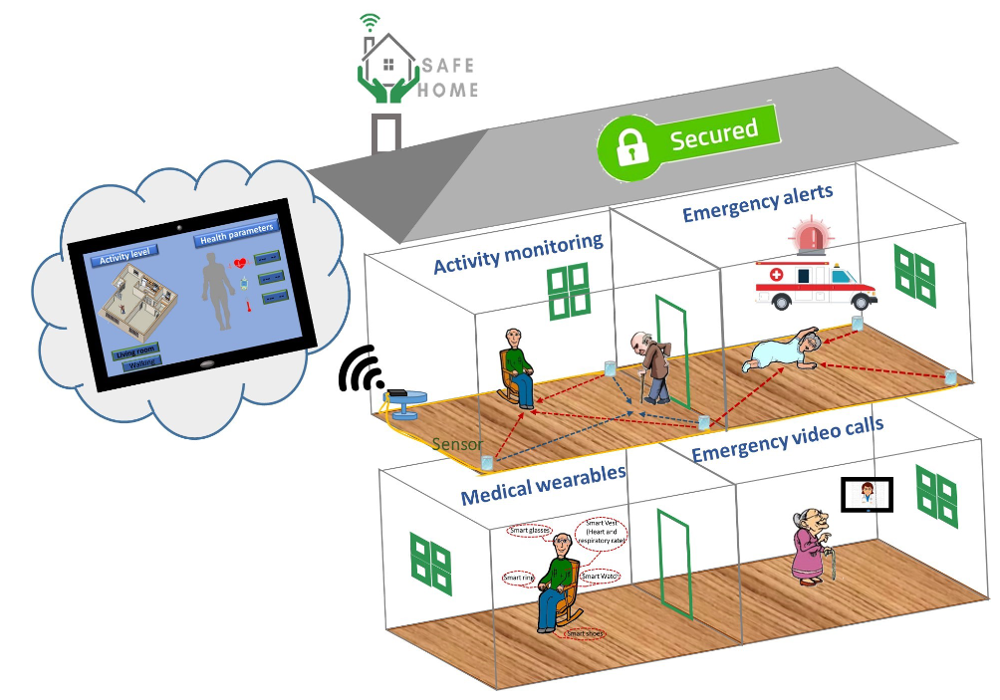 SAFE
HOME
Secured
Emergency alerts
Activity monitoring
Health parameters
Activity level
Living room
Walking
Sensor
Emergency video calls
Medical wearables
Smart glasses
Smart Vest
(Heart and
respiratory rate)
Smart ring
Smart Watch
Smart shoes